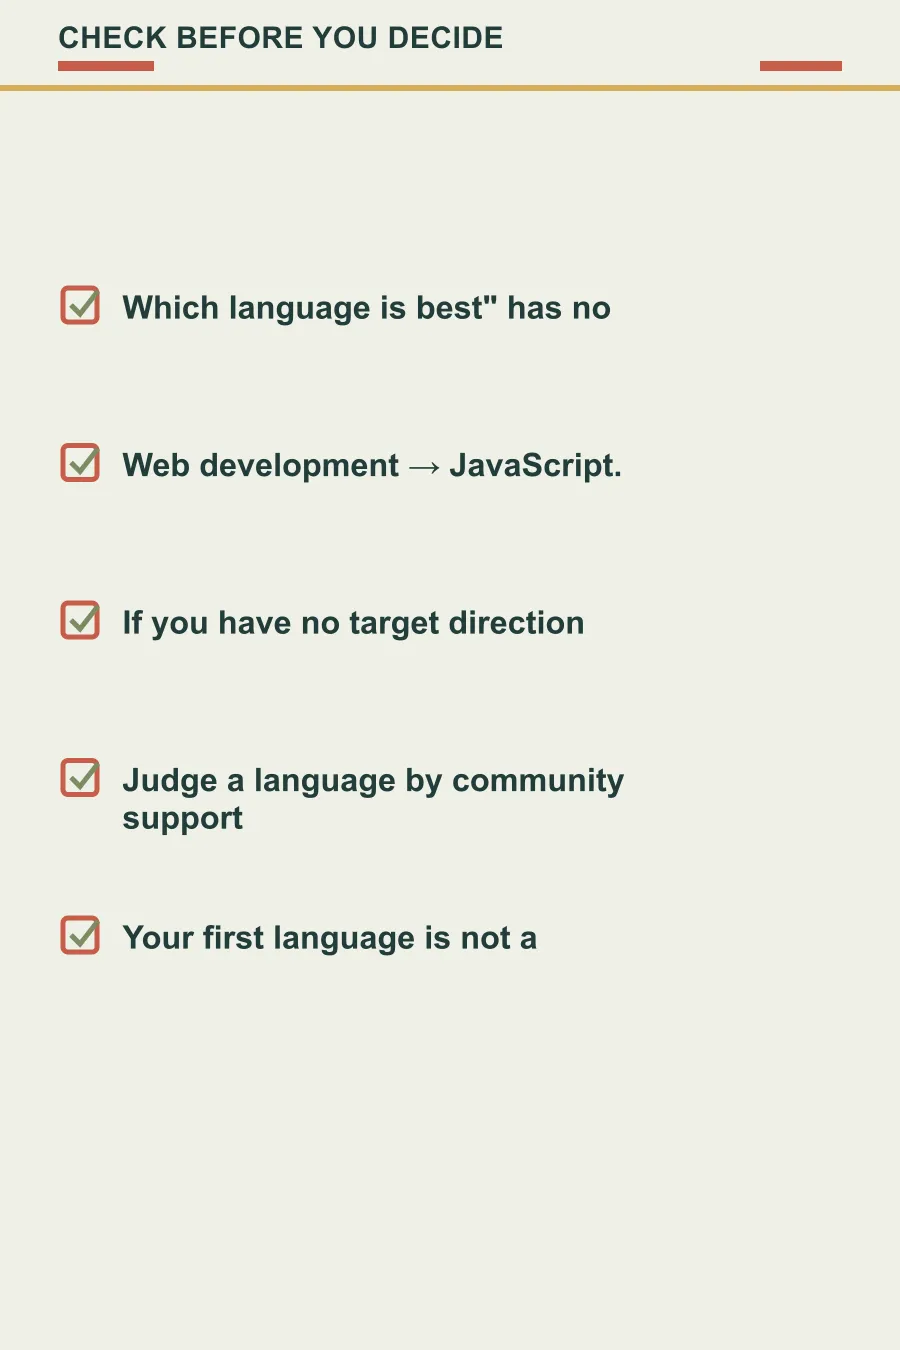 CHECK BEFORE YOU DECIDE
Which language is best" has no
Web development → JavaScript.
If you have no target direction
Judge a language by community
support
Your first language is not a